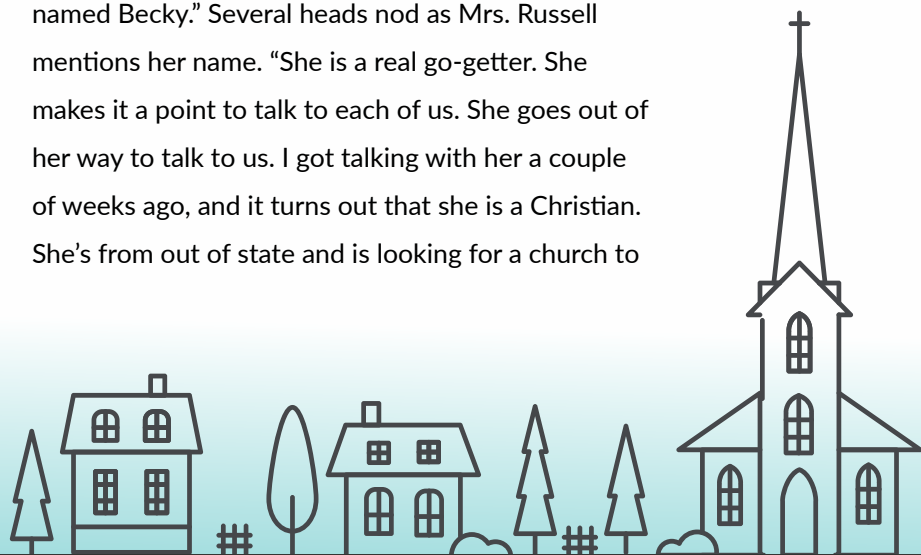 named Becky.” Several heads nod as Mrs. Russell
mentions her name. “She is a real go-getter. She
makes it a point to talk to each of us. She goes out of
her way to talk to us. I got talking with her a couple
of weeks ago, and it turns out that she is a Christian.
She’s from out of state and is looking for a church to